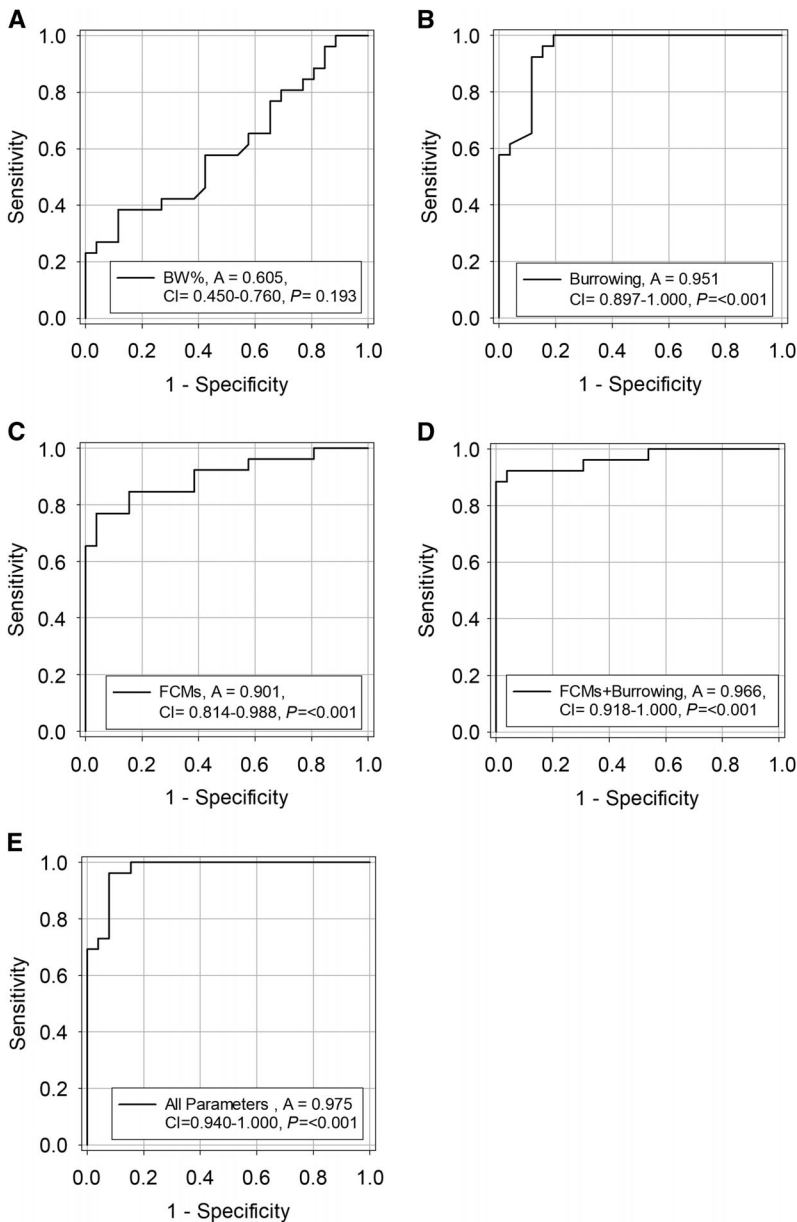 A
1.0
0.8
0.6
0.4
0.2
0.0
Sensitivity
BW%, A = 0.605,
CI= 0.450-0.760, P= 0.193
0.0 0.2 0.4 0.6 0.8 1.0
1 - Specificity
B
1.0
0.8
0.6
0.4
0.2
0.0
Sensitivity
Burrowing, A = 0.951
CI= 0.897-1.000, P=<0.001
0.0 0.2 0.4 0.6 0.8 1.0
1 - Specificity
C
1.0
0.8
0.6
0.4
0.2
0.0
Sensitivity
FCMs, A = 0.901,
CI= 0.814-0.988, P=<0.001
0.0 0.2 0.4 0.6 0.8 1.0
1 - Specificity
D
1.0
0.8
0.6
0.4
0.2
0.0
Sensitivity
FCMs+Burrowing, A = 0.966,
CI= 0.918-1.000, P=<0.001
0.0 0.2 0.4 0.6 0.8 1.0
1 - Specificity
E
1.0
0.8
0.6
0.4
0.2
0.0
Sensitivity
All Parameters , A = 0.975
CI=0.940-1.000, P=<0.001
0.0 0.2 0.4 0.6 0.8 1.0
1 - Specificity